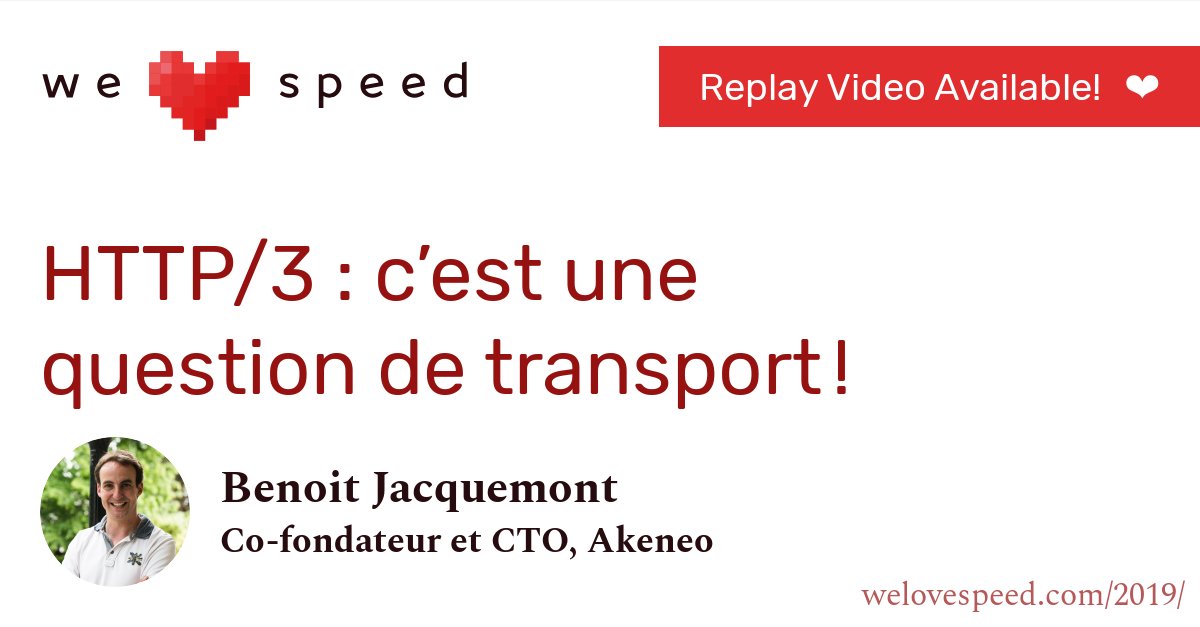 we ❤ speed
Replay Video Available! ❤
HTTP/3 : c’est une
question de transport !
Benoit Jacquemont
Co-fondateur et CTO, Akeneo
welovespeed.com/2019/